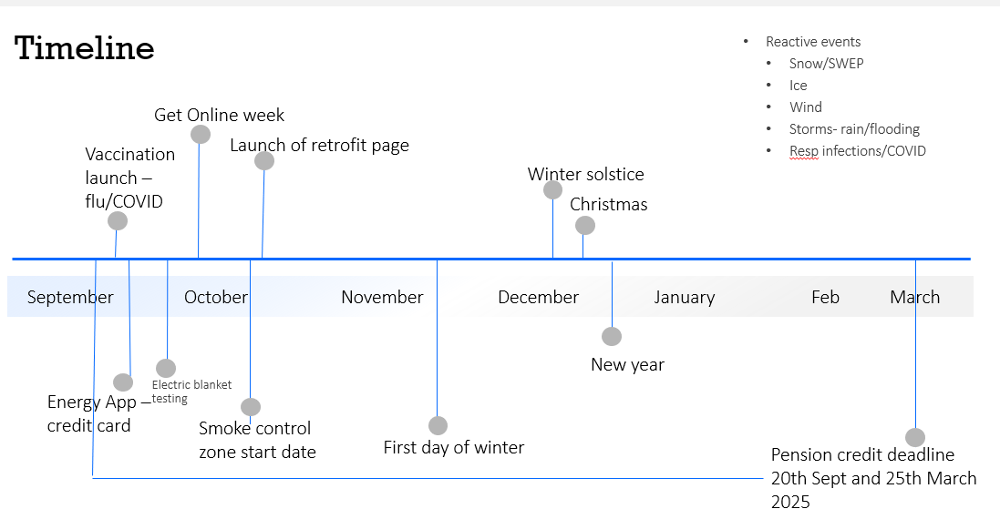 Timeline
• Reactive events
• Snow/SWEP
• Ice
• Wind
• Storms- rain/flooding
• Resp infections/COVID
Get Online week
Launch of retrofit page
Vaccination
launch –
flu/COVID
Winter solstice
Christmas
September
October
November
December
January
Feb
March
New year
Energy App –
credit card
Electric blanket
testing
Smoke control
zone start date
First day of winter
Pension credit deadline
20th Sept and 25th March
2025